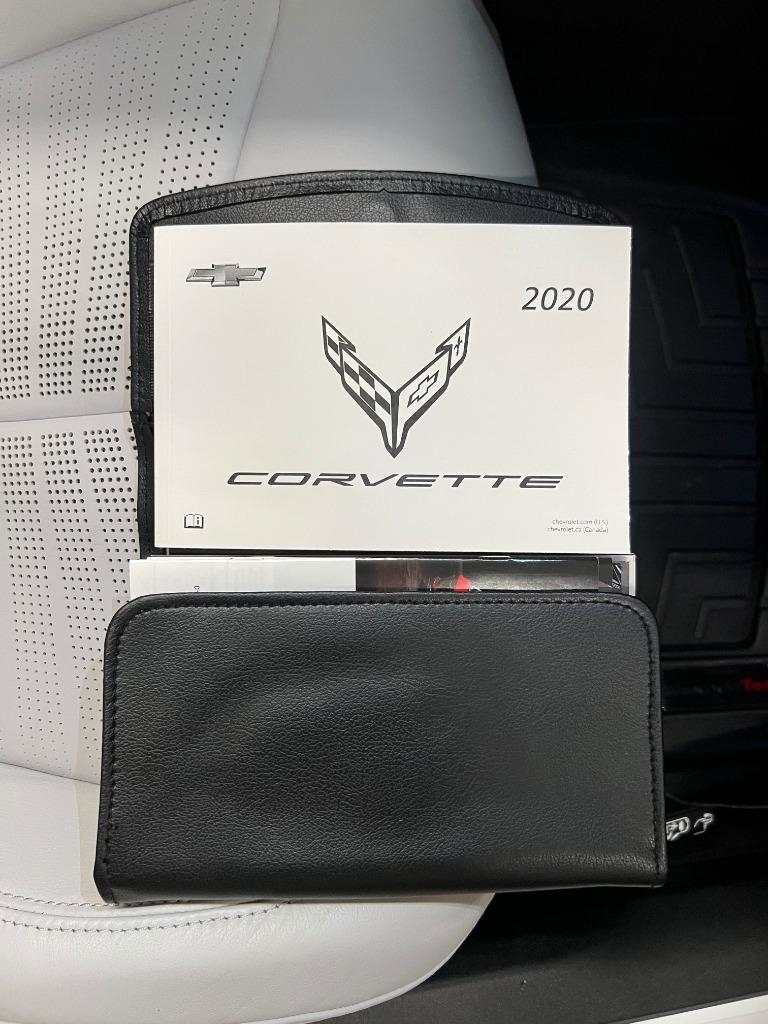 2020
CORVETTE
chevrolet.com (U.S.)
chevrolet.ca (Canada)